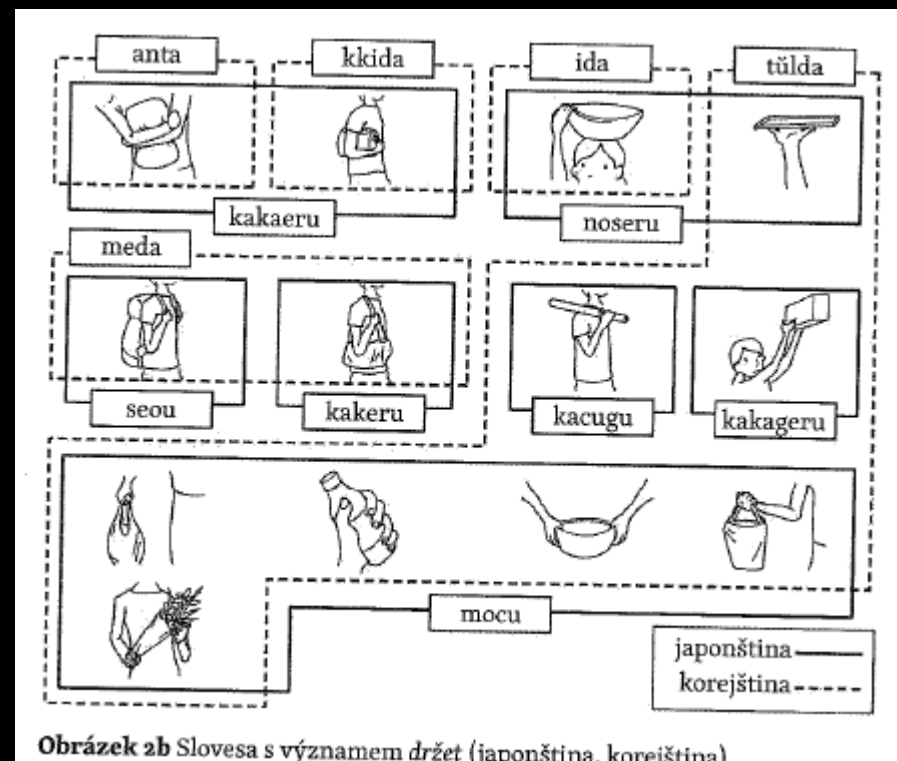 anta
kkida
ida
tŭlda
kakaeru
noseru
meda
seou
kakeru
kacugu
kakageru
mocu
japonština
korejština
Obrázek 2b Slovesa s významem držet (japonština, korejština)